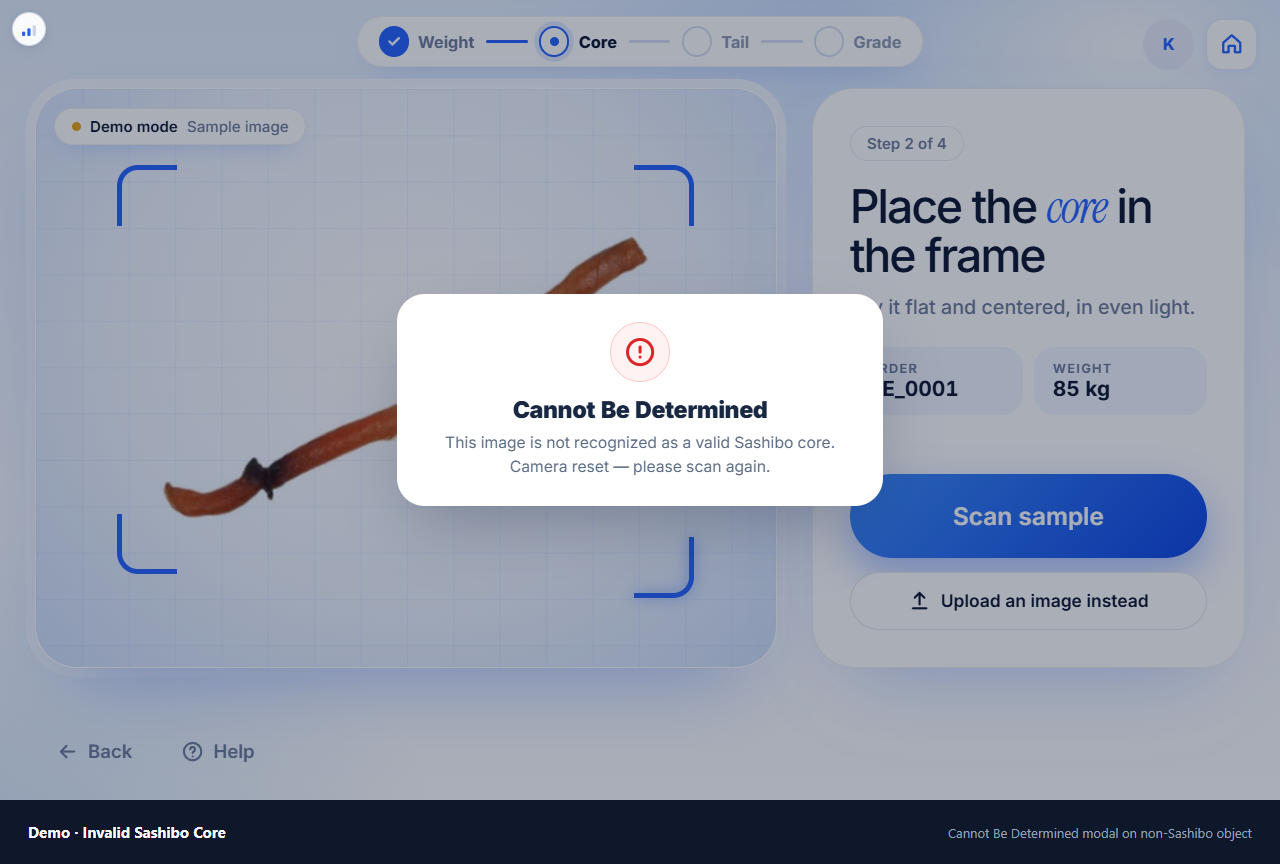 Weight
Core
Tail
Grade
K
Demo mode Sample image
Step 2 of 4
Place the core in
the frame
it flat and centered, in even light.
WEIGHT
85 kg
Cannot Be Determined
This image is not recognized as a valid Sashibo core.
Camera reset — please scan again.
Scan sample
Upload an image instead
Back
Help
Demo · Invalid Sashibo Core
Cannot Be Determined modal on non-Sashibo object